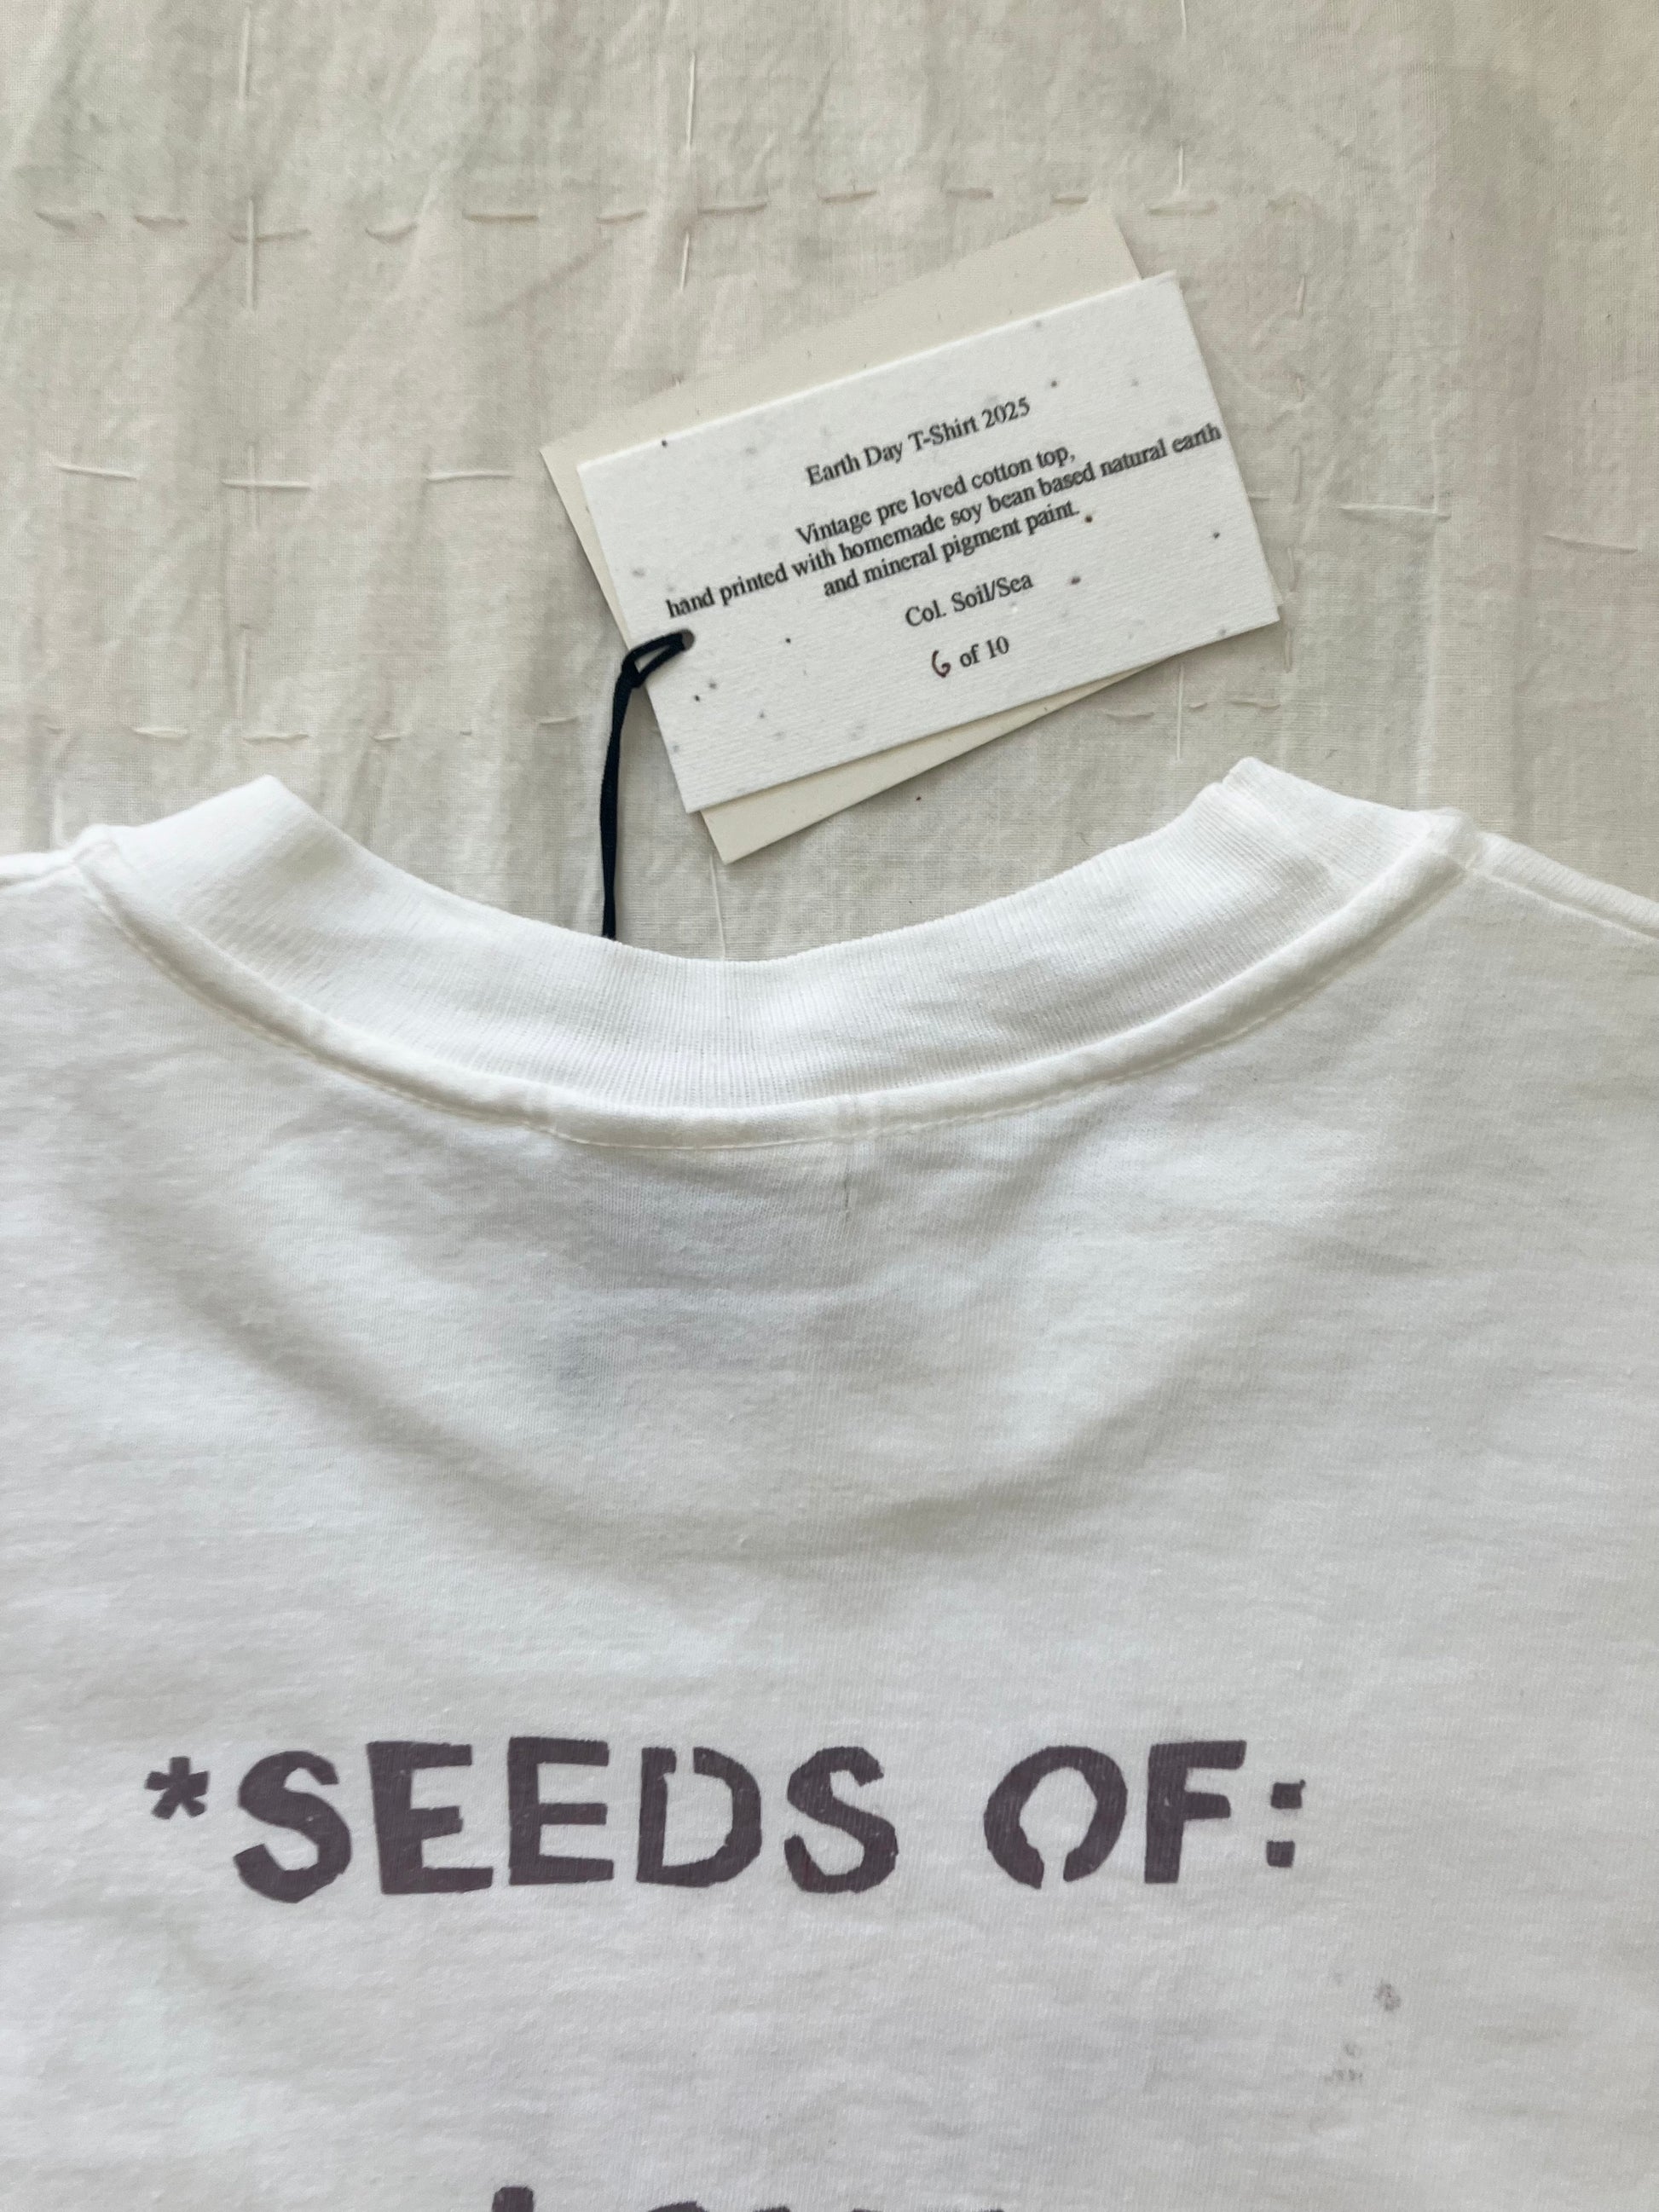 Earth Day T-Shirt 2025
Vintage pre loved cotton top,
hand printed with homemade soy bean based natural earth
and mineral pigment paint.
Col. Soil/Sea
6 of 10
*SEEDS OF: